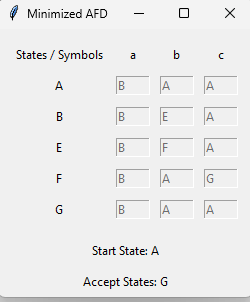 Minimized AFD
States / Symbols a b c
A B A A
B B E A
E B F A
F B A G
G B A A
Start State: A
Accept States: G